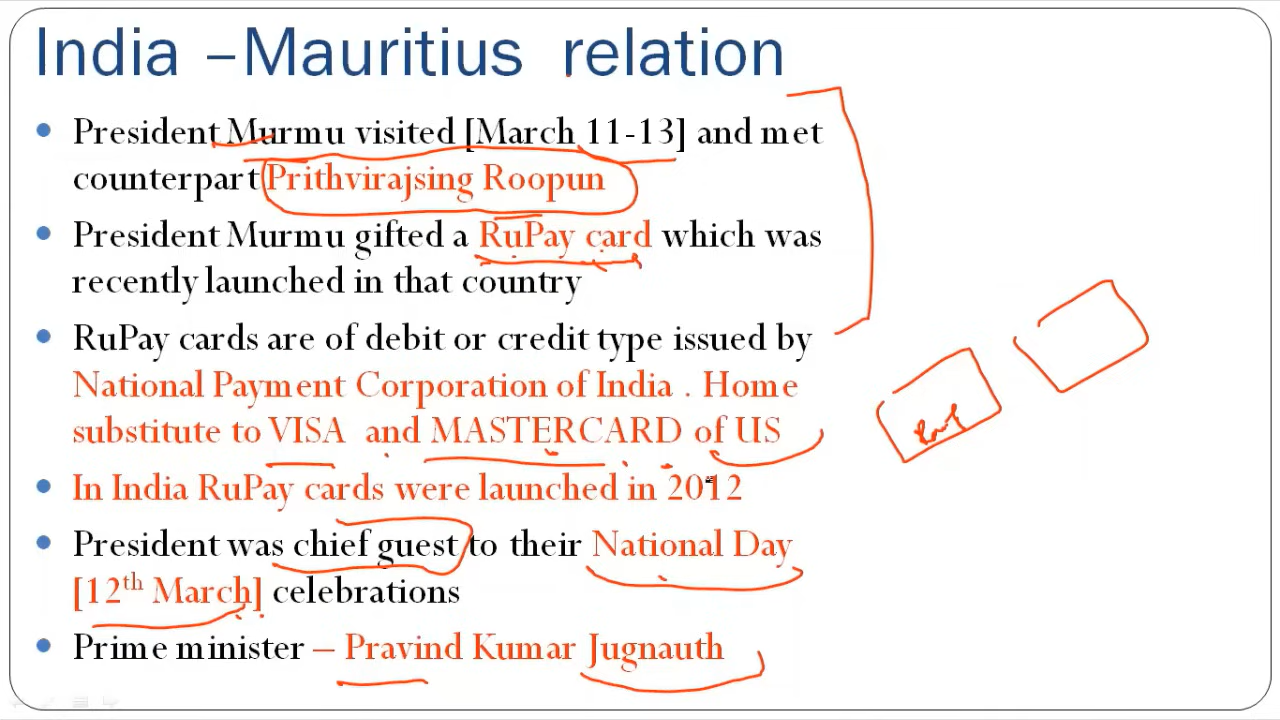 India –Mauritius relation
• President Murmu visited [March 11-13] and met
counterpart Prithvirajsing Roopun
• President Murmu gifted a RuPay card which was
recently launched in that country
• RuPay cards are of debit or credit type issued by
National Payment Corporation of India . Home
substitute to VISA and MASTERCARD of US
• In India RuPay cards were launched in 2012
• President was chief guest to their National Day
[12th March] celebrations
• Prime minister – Pravind Kumar Jugnauth